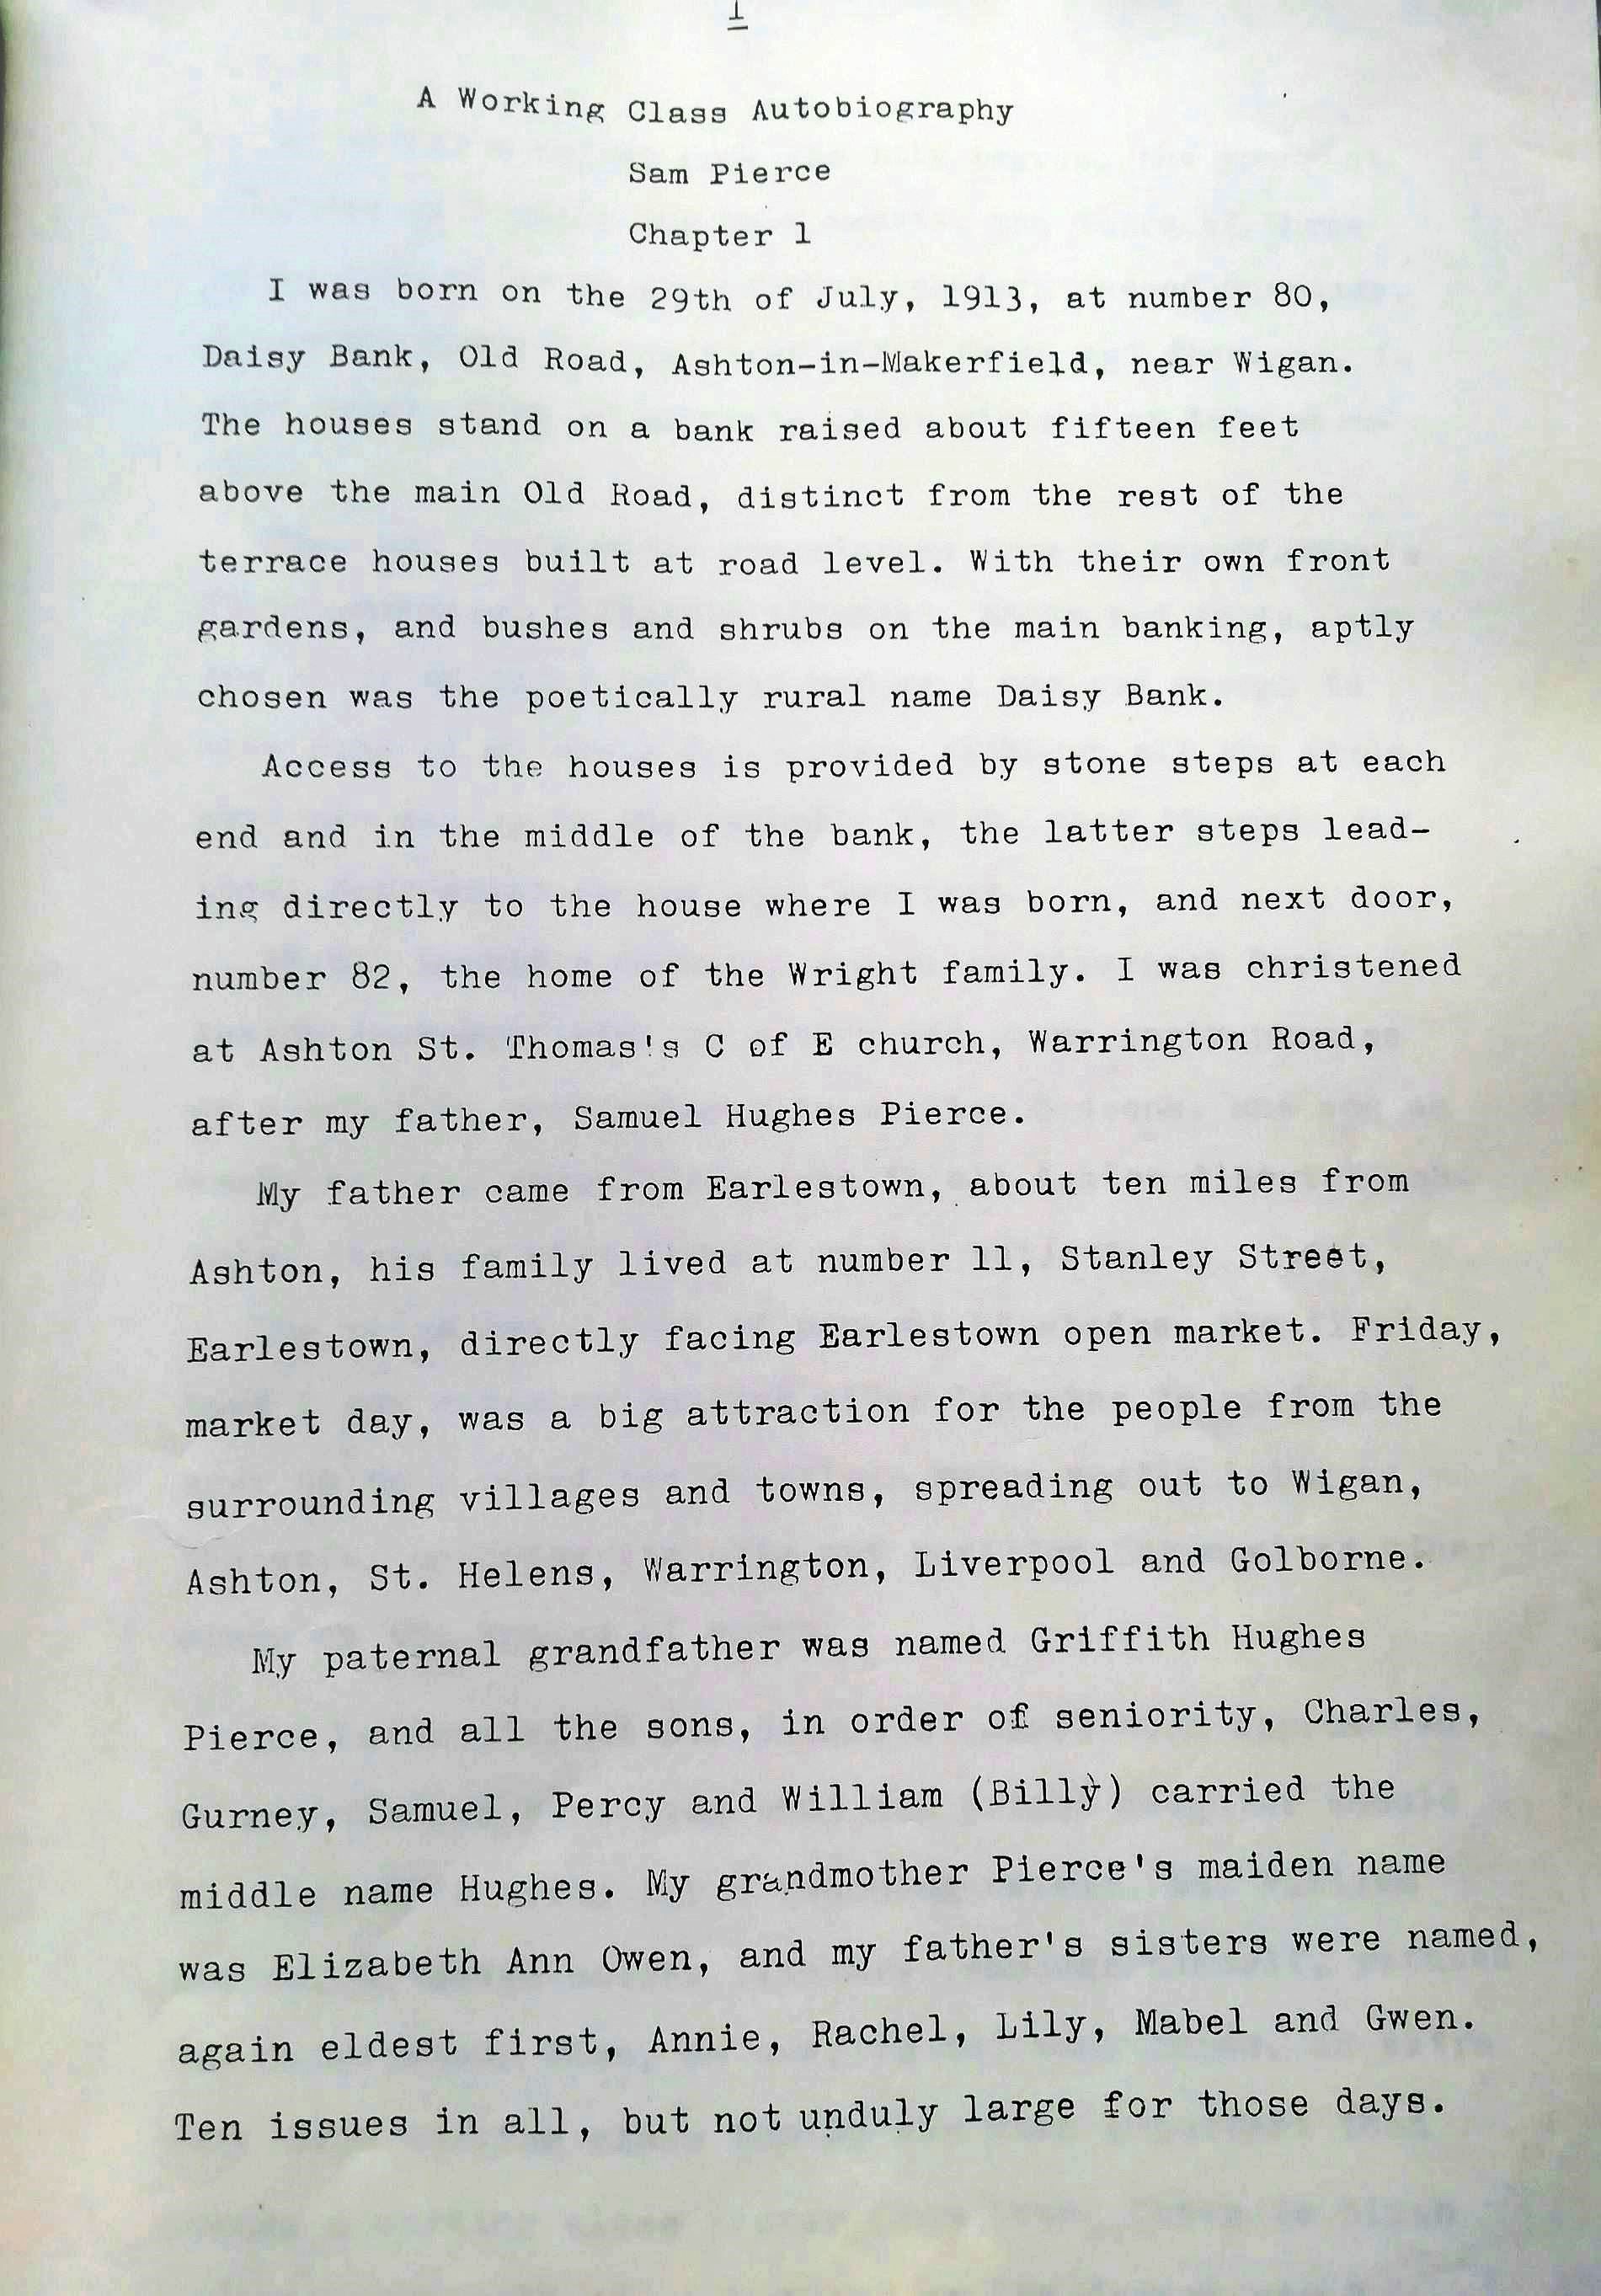 1
A Working Class Autobiography
Sam Pierce
Chapter 1
I was born on the 29th of July, 1913, at number 80,
Daisy Bank, Old Road, Ashton-in-Makerfield, near Wigan.
The houses stand on a bank raised about fifteen feet
above the main Old Road, distinct from the rest of the
terrace houses built at road level. With their own front
gardens, and bushes and shrubs on the main banking, aptly
chosen was the poetically rural name Daisy Bank.
Access to the houses is provided by stone steps at each
end and in the middle of the bank, the latter steps lead-
ing directly to the house where I was born, and next door,
number 82, the home of the Wright family. I was christened
at Ashton St. Thomas's C of E church, Warrington Road,
after my father, Samuel Hughes Pierce.
My father came from Earlestown, about ten miles from
Ashton, his family lived at number 11, Stanley Street,
Earlestown, directly facing Earlestown open market. Friday,
market day, was a big attraction for the people from the
surrounding villages and towns, spreading out to Wigan,
Ashton, St. Helens, Warrington, Liverpool and Golborne.
My paternal grandfather was named Griffith Hughes
Pierce, and all the sons, in order of seniority, Charles,
Gurney, Samuel, Percy and William (Billy) carried the
middle name Hughes. My grandmother Pierce's maiden name
was Elizabeth Ann Owen, and my father's sisters were named,
again eldest first, Annie, Rachel, Lily, Mabel and Gwen.
Ten issues in all, but not unduly large for those days.